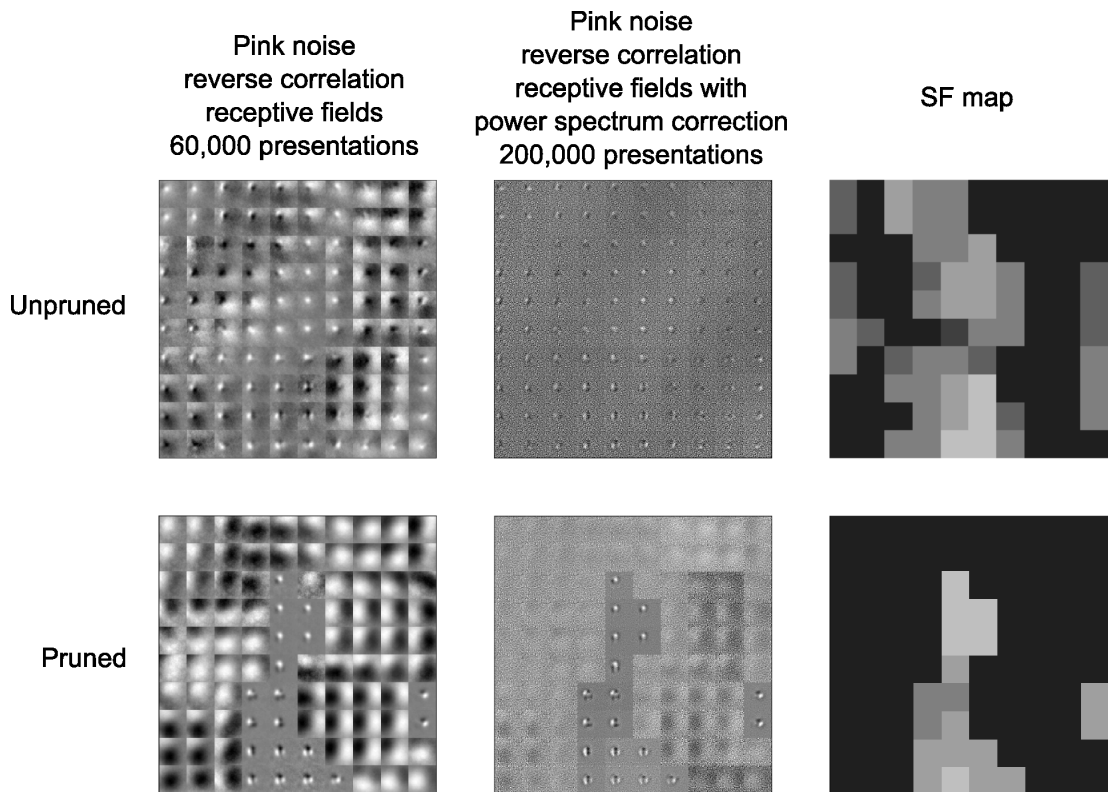 Pink noise
reverse correlation
receptive fields
60,000 presentations
Pink noise
reverse correlation
receptive fields with
power spectrum correction
200,000 presentations
SF map
Unpruned
Pruned